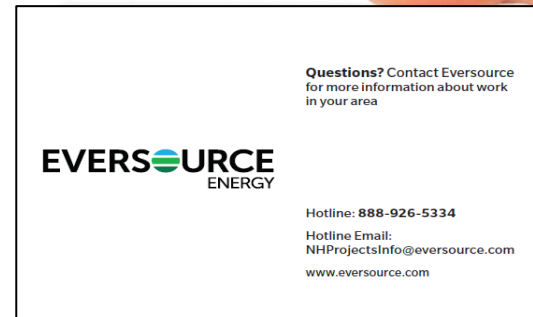 Questions? Contact Eversource
for more information about work
in your area
EVERSOURCE
ENERGY
Hotline: 888-926-5334
Hotline Email:
NHProjectsInfo@eversource.com
www.eversource.com